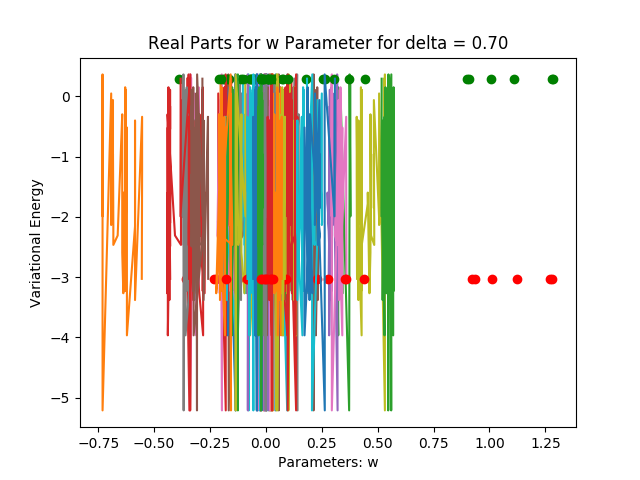 Real Parts for w Parameter for delta = 0.70
Variational Energy
0
−1
−2
−3
−4
−5
−0.75 −0.50 −0.25 0.00 0.25 0.50 0.75 1.00 1.25
Parameters: w